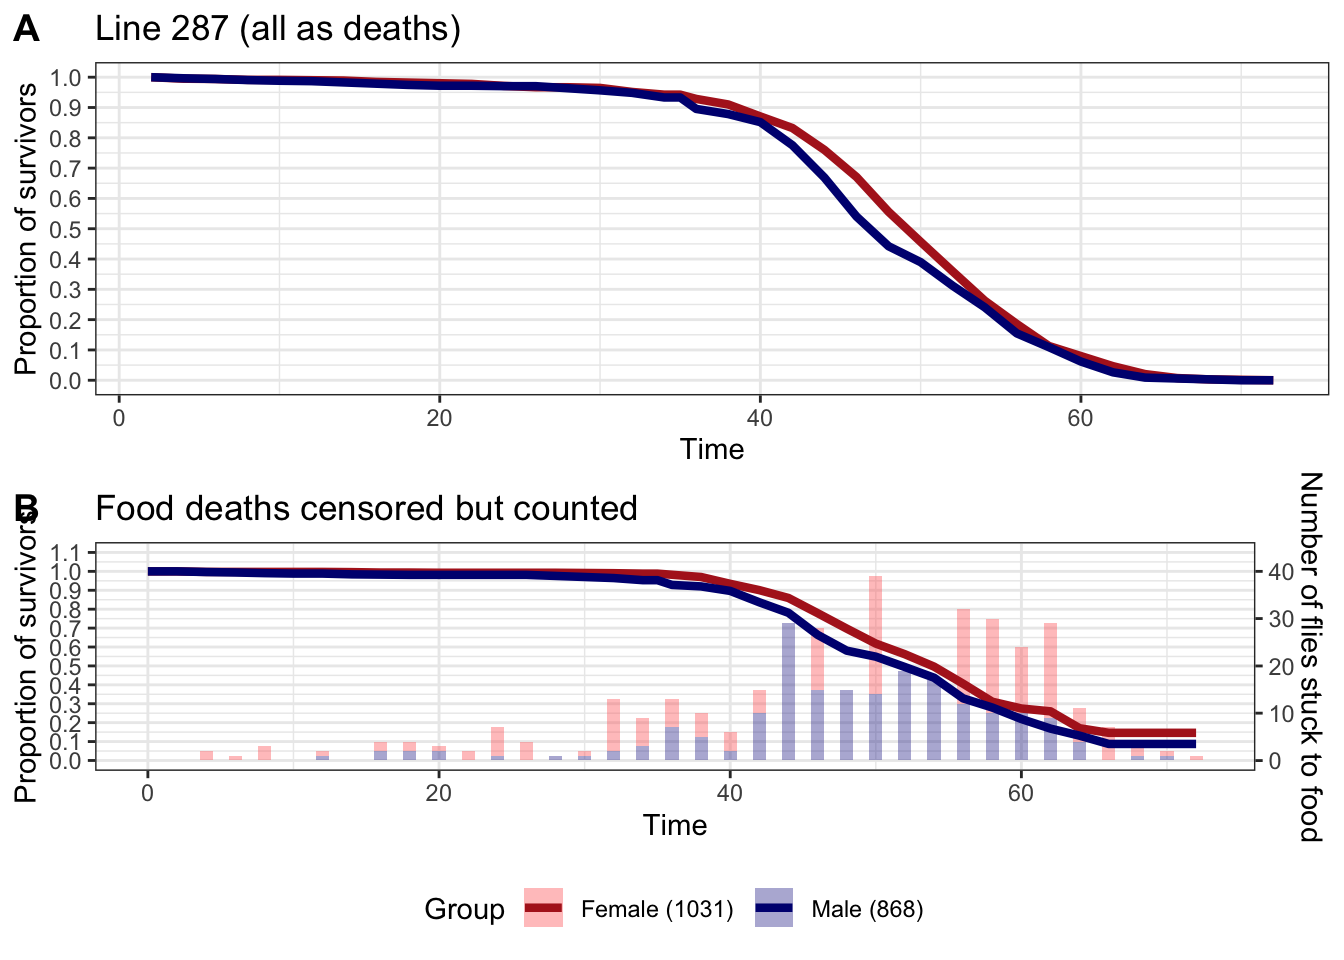 A
Line 287 (all as deaths)
Proportion of survivors
1.0
0.9
0.8
0.7
0.6
0.5
0.4
0.3
0.2
0.1
0.0
0 20 40 60
Time
B
Food deaths censored but counted
Proportion of survivors
1.1
1.0
0.9
0.8
0.7
0.6
0.5
0.4
0.3
0.2
0.1
0.0
40
30
20
10
0
Number of flies stuck to food
0 20 40 60
Time
Group Female (1031) Male (868)